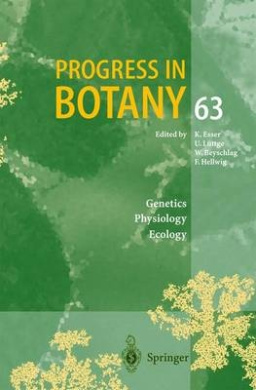 PROGRESS IN
BOTANY 63
Edited by K. Esser
U. Lüttge
W. Beyschlag
F. Hellwig
Genetics
Physiology
Ecology
Springer